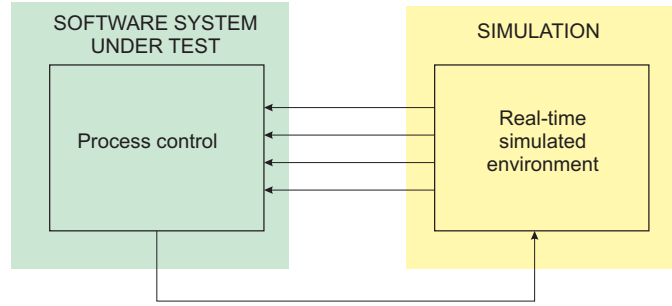 SOFTWARE SYSTEM
UNDER TEST
SIMULATION
Process control
Real-time
simulated
environment